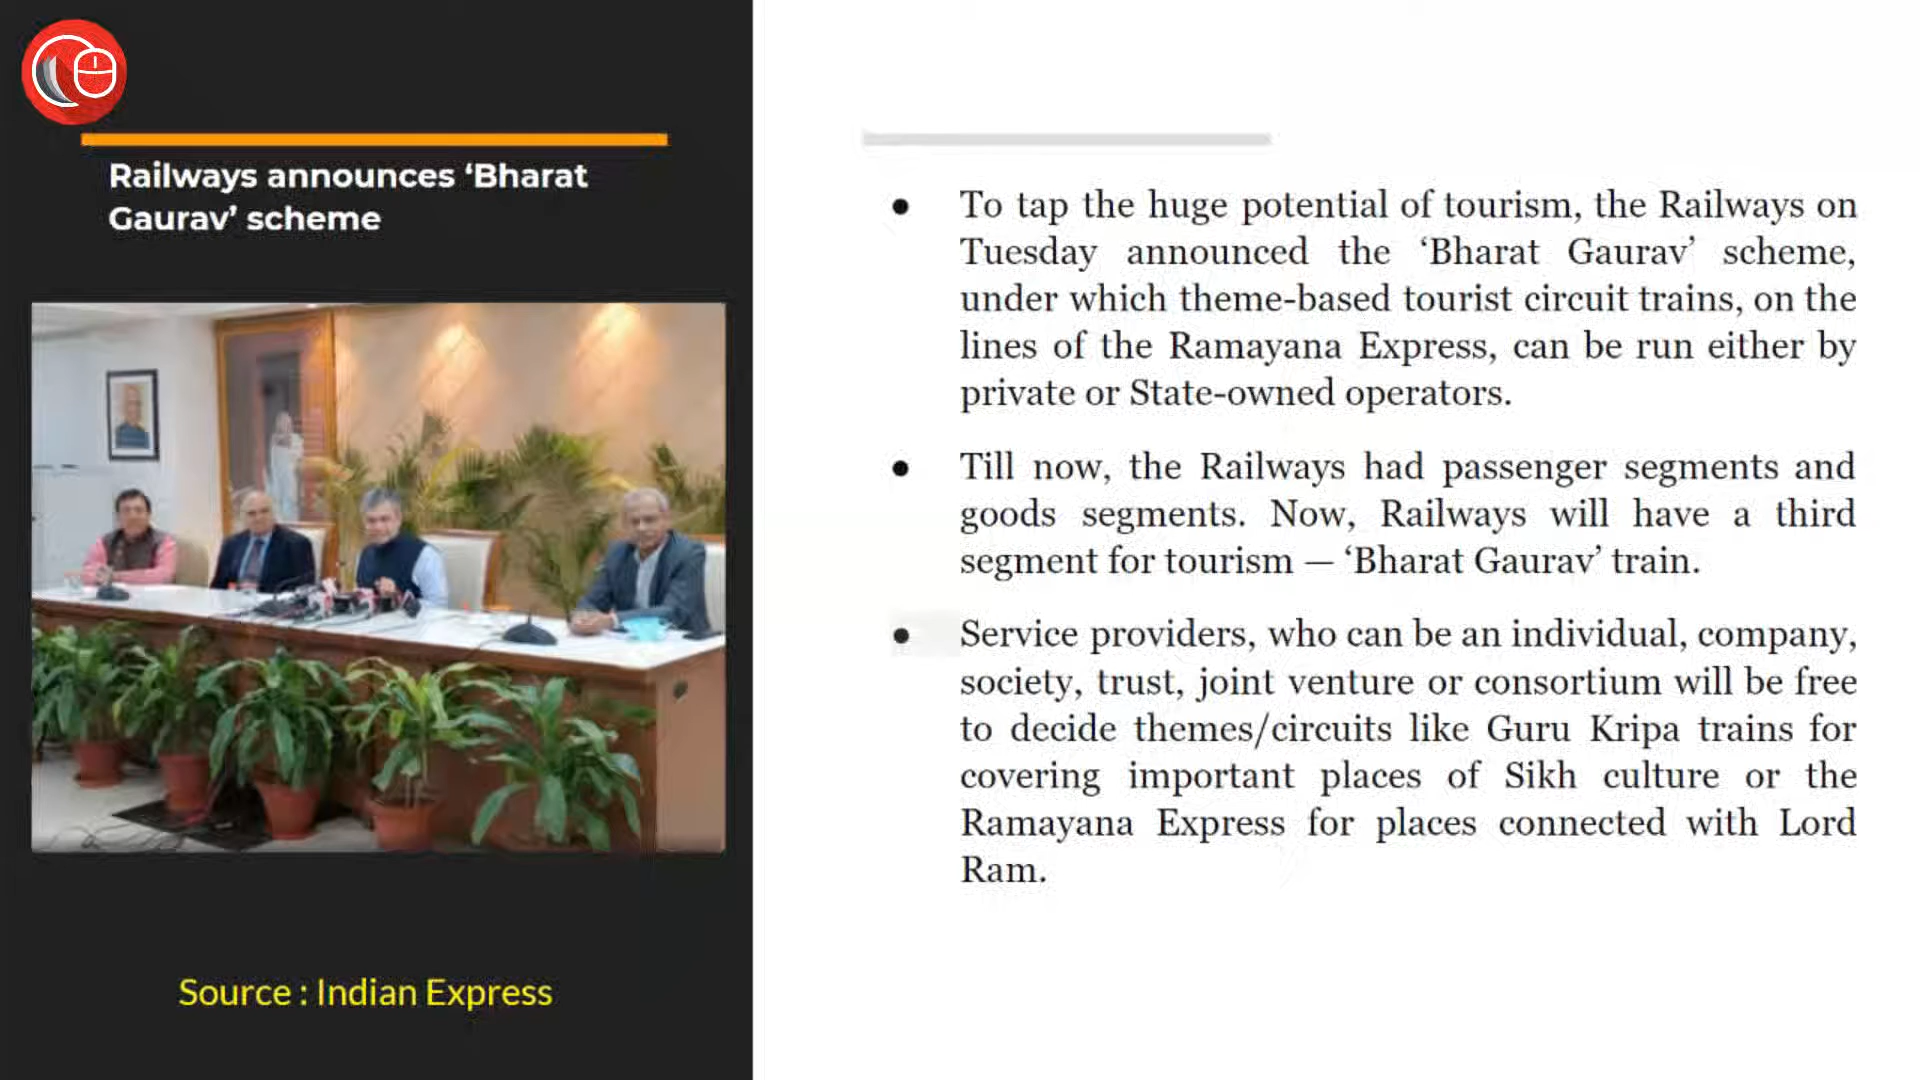 Railways announces ‘Bharat
Gaurav’ scheme
Source : Indian Express
● To tap the huge potential of tourism, the Railways on
Tuesday announced the ‘Bharat Gaurav’ scheme,
under which theme-based tourist circuit trains, on the
lines of the Ramayana Express, can be run either by
private or State-owned operators.
● Till now, the Railways had passenger segments and
goods segments. Now, Railways will have a third
segment for tourism — ‘Bharat Gaurav’ train.
● Service providers, who can be an individual, company,
society, trust, joint venture or consortium will be free
to decide themes/circuits like Guru Kripa trains for
covering important places of Sikh culture or the
Ramayana Express for places connected with Lord
Ram.